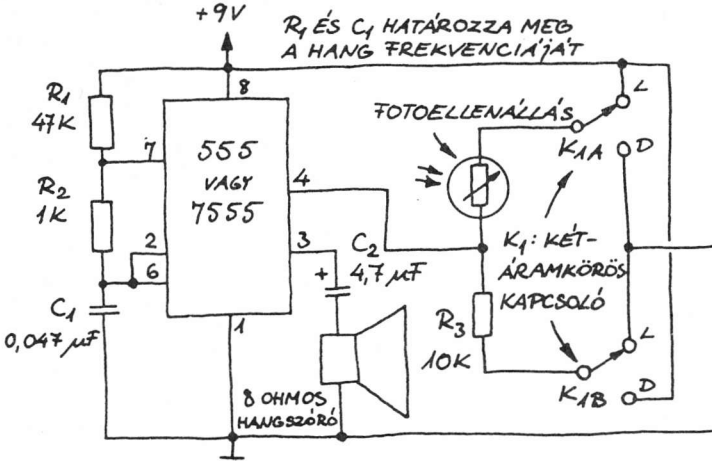 +9V
R1 ÉS C1 HATÁROZZA MEG
A HANG FREKVENCIÁJÁT
R1
47K
8
7
555
VAGY
7555
FOTOELLENÁLLÁS
L
K1A
D
R2
1K
4
2
6
3
C2
+
4,7 µF
K1: KÉT-
ÁRAMKÖRÖS
KAPCSOLÓ
C1
0,047 µF
1
R3
10K
L
K1B
D
8 OHMOS
HANGSZÓRÓ